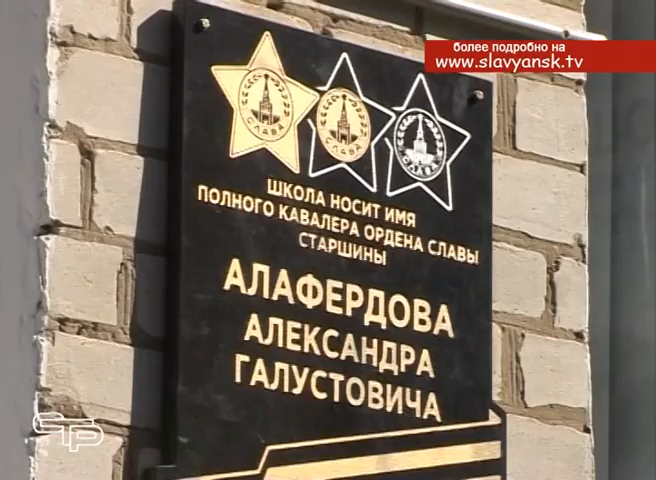 более подробно на
www.slavyansk.tv
СЛАВА
СЛАВА
СЛАВА
ШКОЛА НОСИТ ИМЯ
ПОЛНОГО КАВАЛЕРА ОРДЕНА СЛАВЫ
СТАРШИНЫ
АЛАФЕРДОВА
АЛЕКСАНДРА
ГАЛУСТОВИЧА
СТР